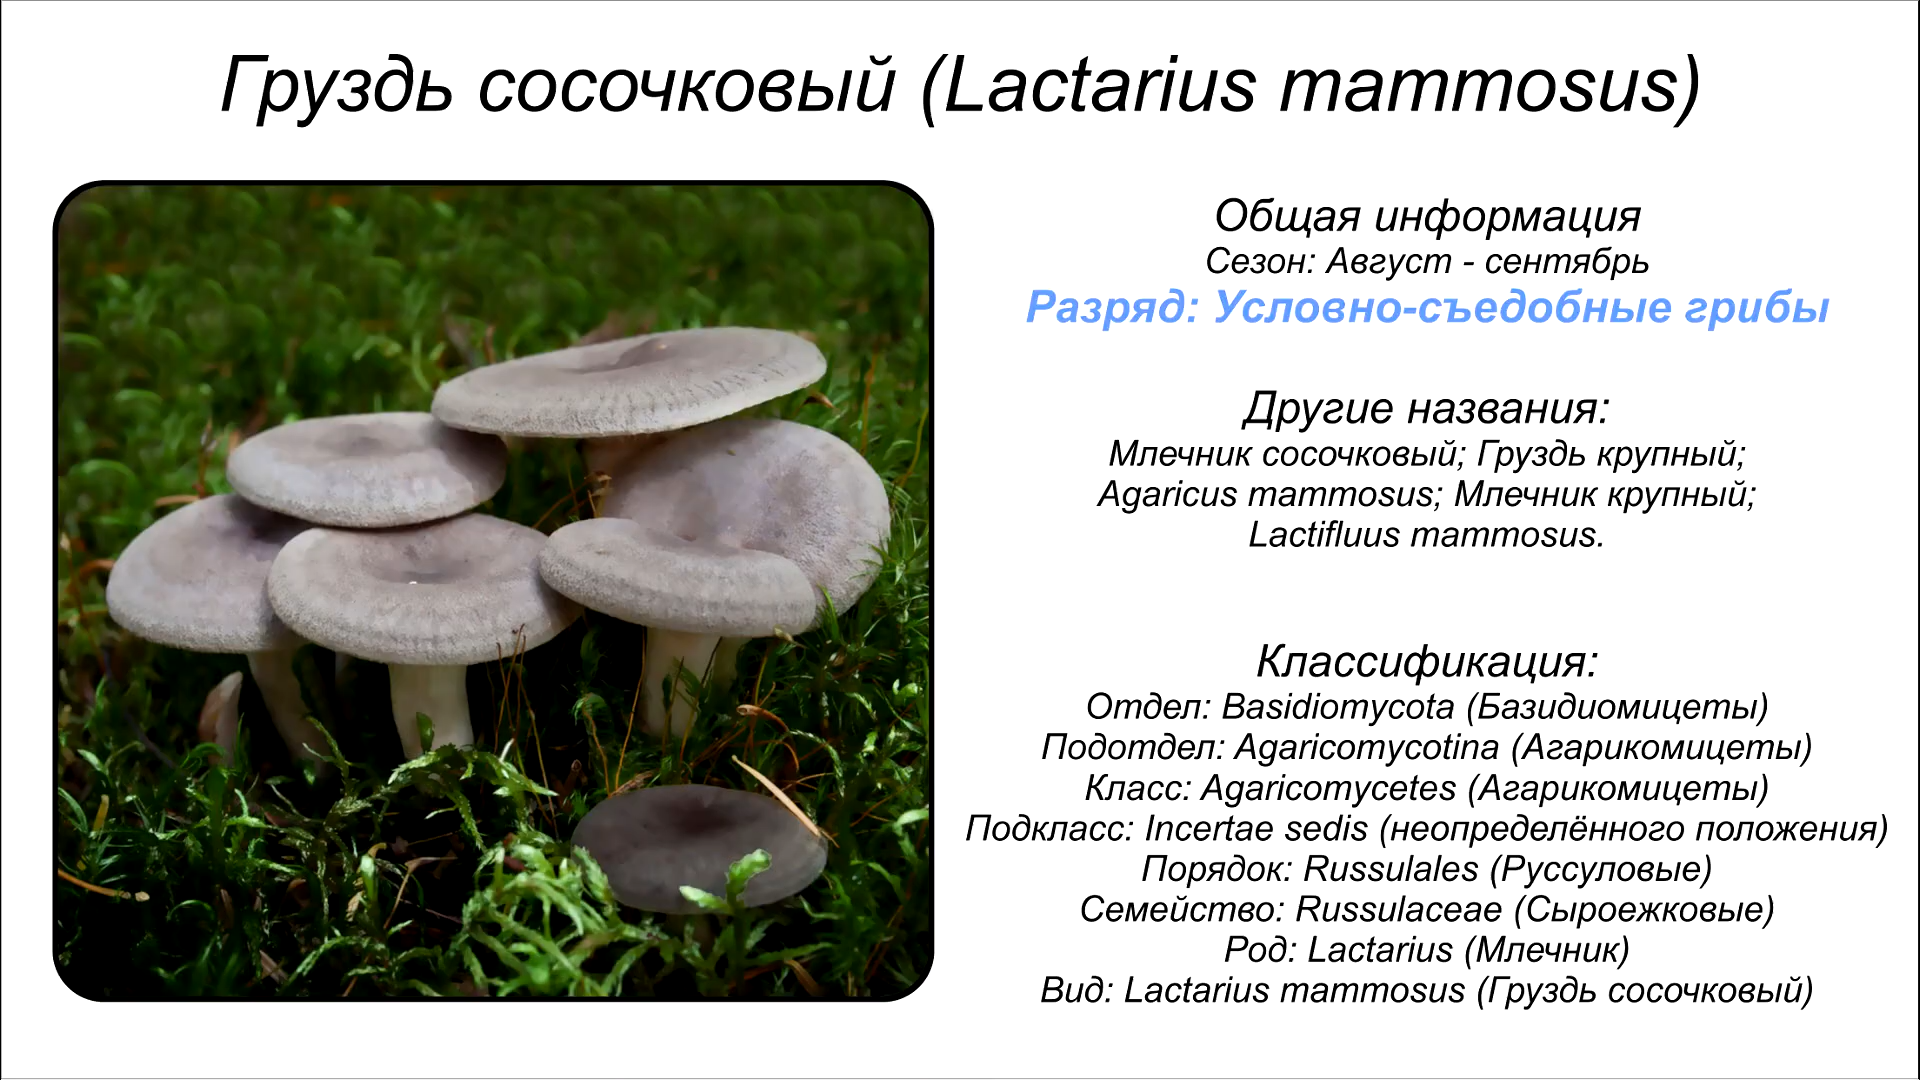 Груздь сосочковый (Lactarius mammosus)
Общая информация
Сезон: Август - сентябрь
Разряд: Условно-съедобные грибы
Другие названия:
Млечник сосочковый; Груздь крупный;
Agaricus mammosus; Млечник крупный;
Lactifluus mammosus.
Классификация:
Отдел: Basidiomycota (Базидиомицеты)
Подотдел: Agaricomycotina (Агарикомицеты)
Класс: Agaricomycetes (Агарикомицеты)
Подкласс: Incertae sedis (неопределённого положения)
Порядок: Russulales (Руссуловые)
Семейство: Russulaceae (Сыроежковые)
Род: Lactarius (Млечник)
Вид: Lactarius mammosus (Груздь сосочковый)